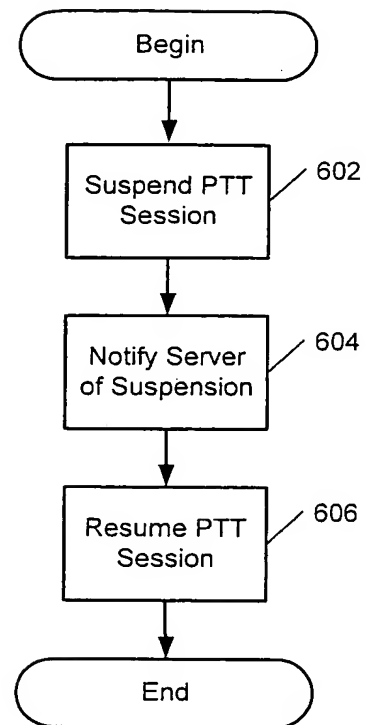 Begin
Suspend PTT
Session
602
Notify Server
of Suspension
604
Resume PTT
Session
606
End